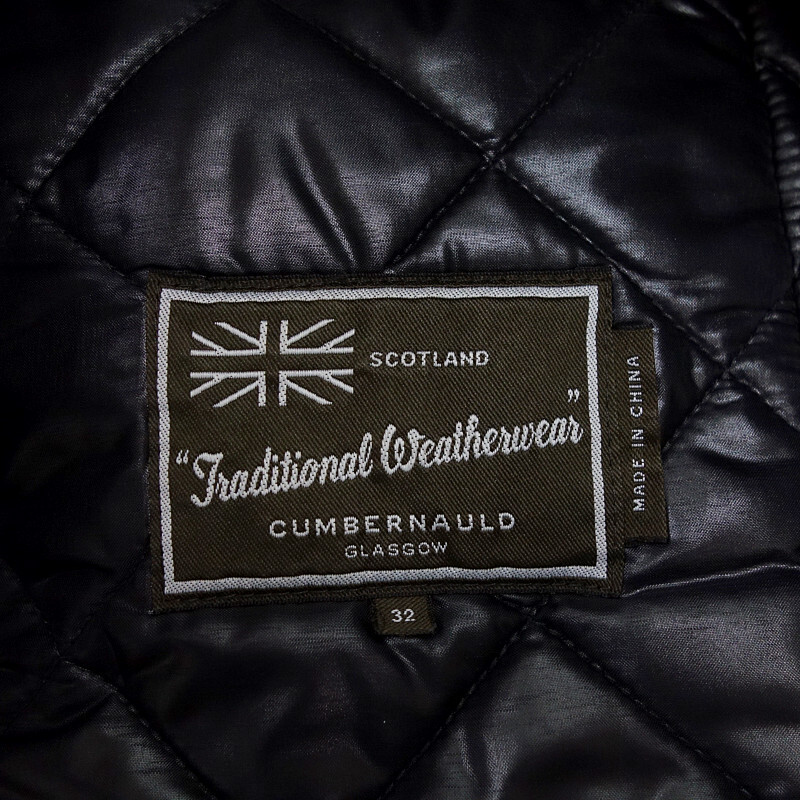 SCOTLAND
"Traditional Weatherwear"
CUMBERNAULD
GLASGOW
MADE IN CHINA
32